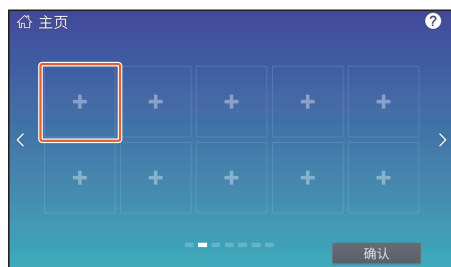 主页
?
+ + + + +
+ + + + +
< >
确认